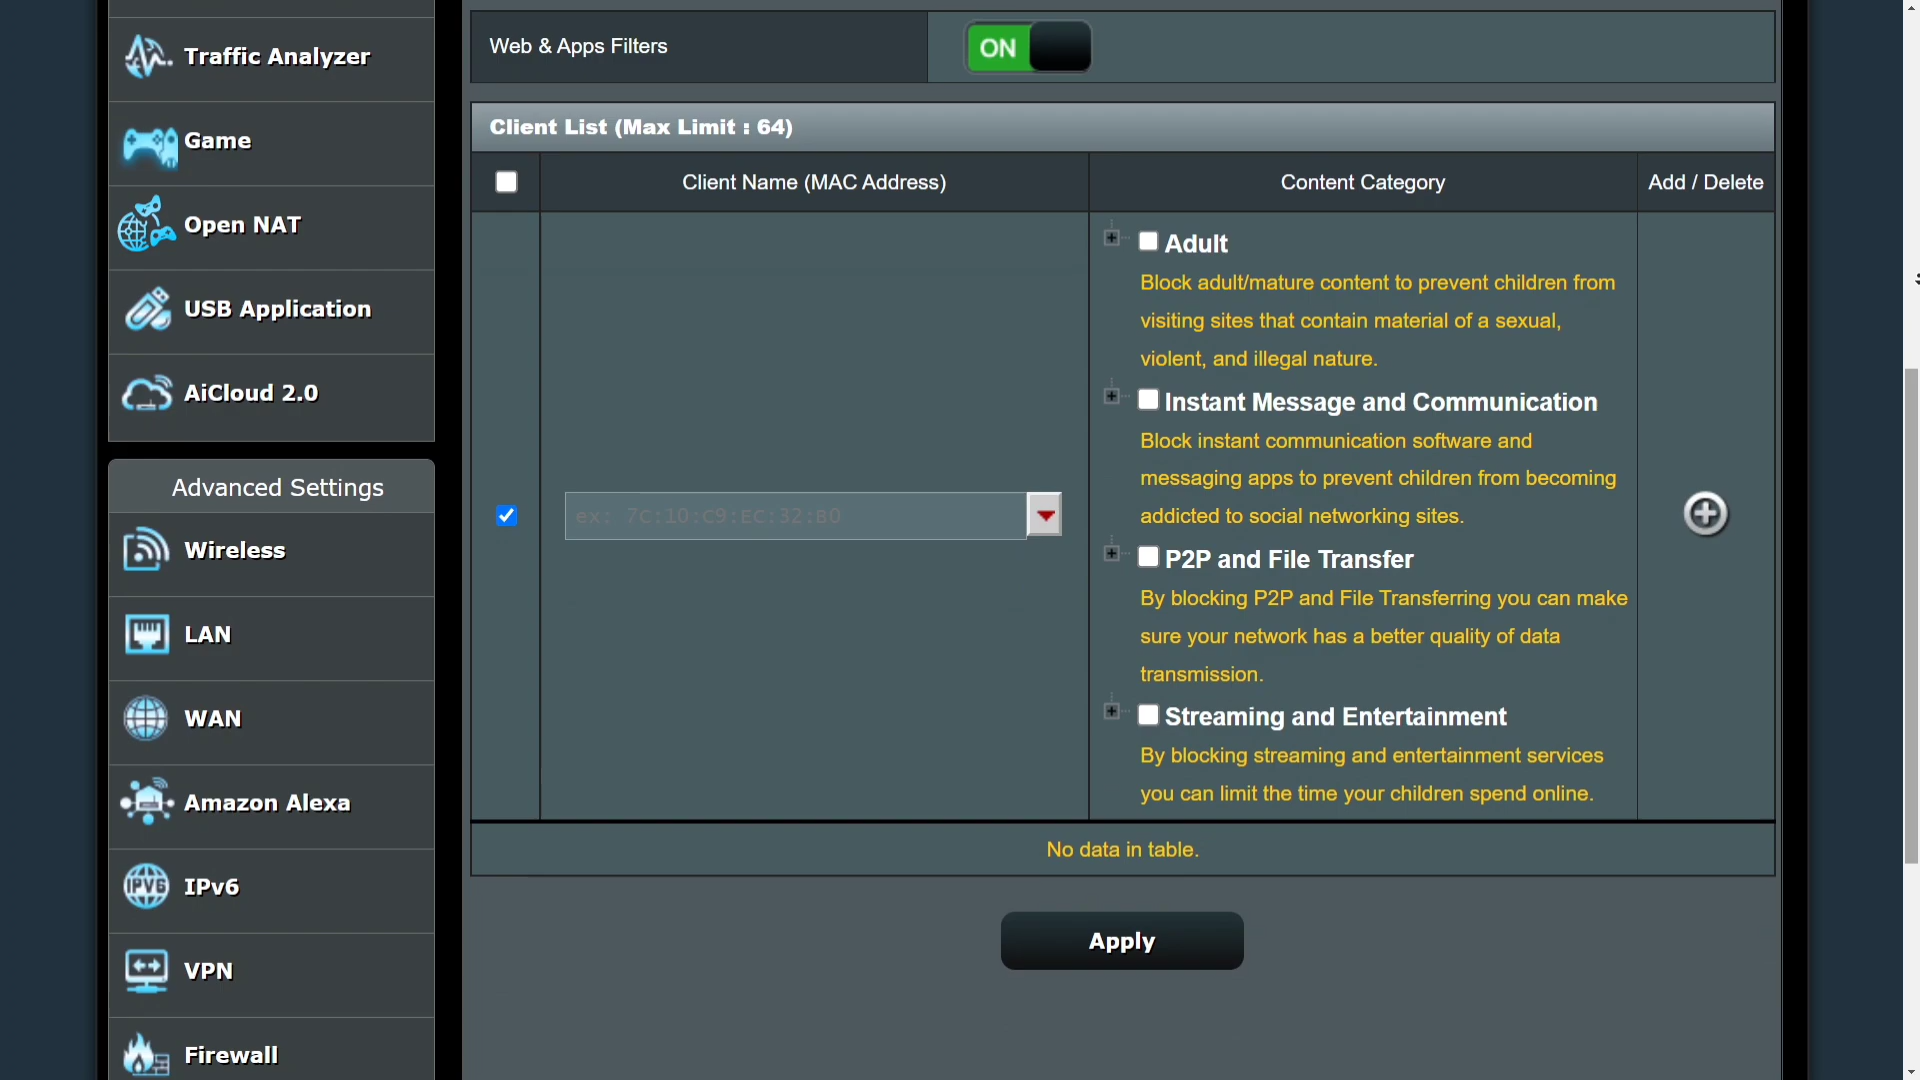 Traffic Analyzer
Game
Open NAT
USB Application
AiCloud 2.0
Advanced Settings
Wireless
LAN
WAN
Amazon Alexa
IPV6
IPv6
VPN
Firewall
Web & Apps Filters
ON
Client List (Max Limit : 64)
Client Name (MAC Address)
Content Category
Add / Delete
ex: 7C:10:C9:EC:32:B0
Adult
Block adult/mature content to prevent children from
visiting sites that contain material of a sexual,
violent, and illegal nature.
Instant Message and Communication
Block instant communication software and
messaging apps to prevent children from becoming
addicted to social networking sites.
P2P and File Transfer
By blocking P2P and File Transferring you can make
sure your network has a better quality of data
transmission.
Streaming and Entertainment
By blocking streaming and entertainment services
you can limit the time your children spend online.
No data in table.
Apply